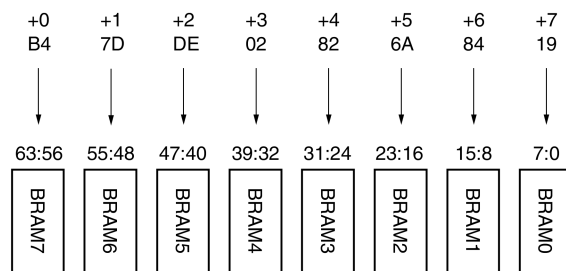 +0 +1 +2 +3 +4 +5 +6 +7
B4 7D DE 02 82 6A 84 19
63:56 55:48 47:40 39:32 31:24 23:16 15:8 7:0
BRAM7 BRAM6 BRAM5 BRAM4 BRAM3 BRAM2 BRAM1 BRAM0